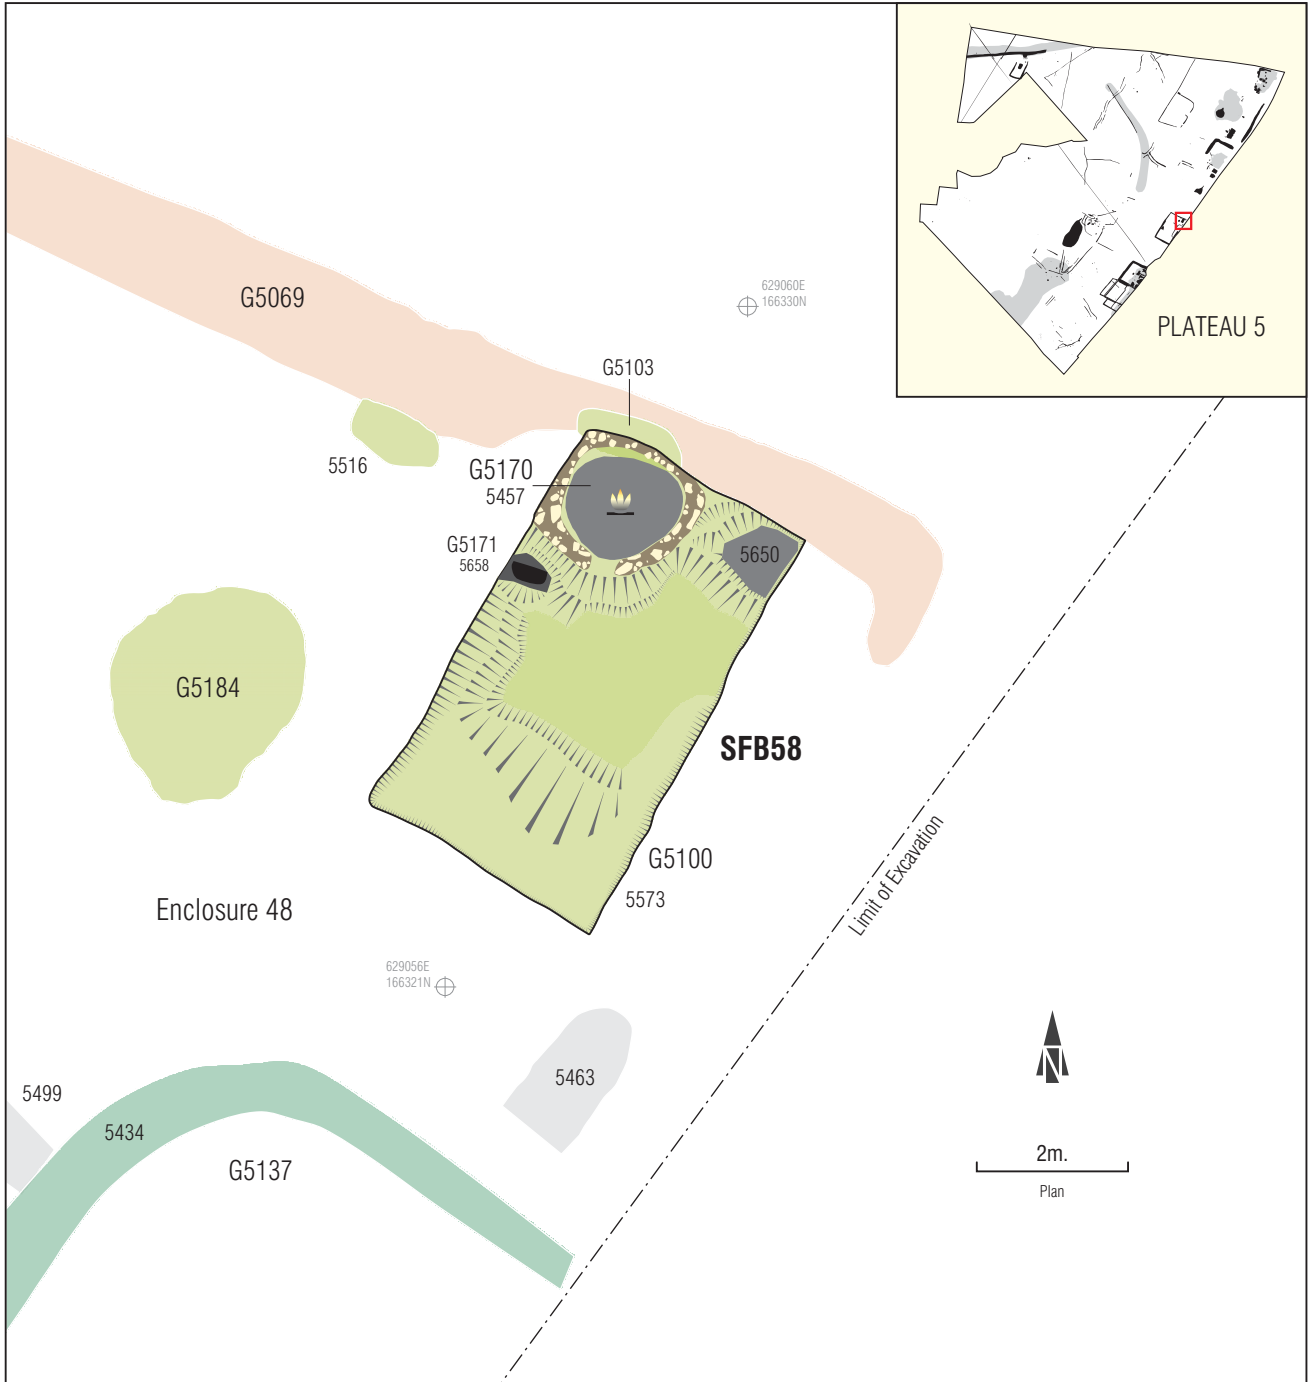 PLATEAU 5
629060E
166330N
G5069
G5103
5516
G5170
5457
G5171
5658
5650
G5184
SFB58
G5100
5573
Limit of Excavation
Enclosure 48
629056E
166321N
5463
5499
5434
G5137
N
2m.
Plan